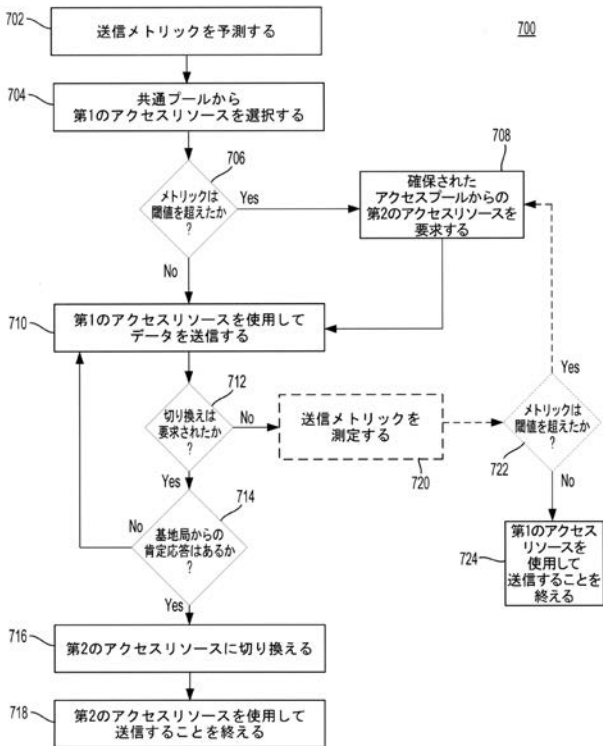 702
送信メトリックを予測する
700
704
共通プールから
第1のアクセスリソースを選択する
706
メトリックは
閾値を超えたか
?
Yes
No
708
確保された
アクセスプールからの
第2のアクセスリソースを
要求する
710
第1のアクセスリソースを使用して
データを送信する
712
切り換えは
要求されたか
?
No
Yes
送信メトリックを
測定する
720
メトリックは
閾値を超えたか
?
722
Yes
No
714
基地局からの
肯定応答はあるか
?
No
Yes
724
第1のアクセス
リソースを
使用して
送信することを
終える
716
第2のアクセスリソースに切り換える
718
第2のアクセスリソースを使用して
送信することを終える